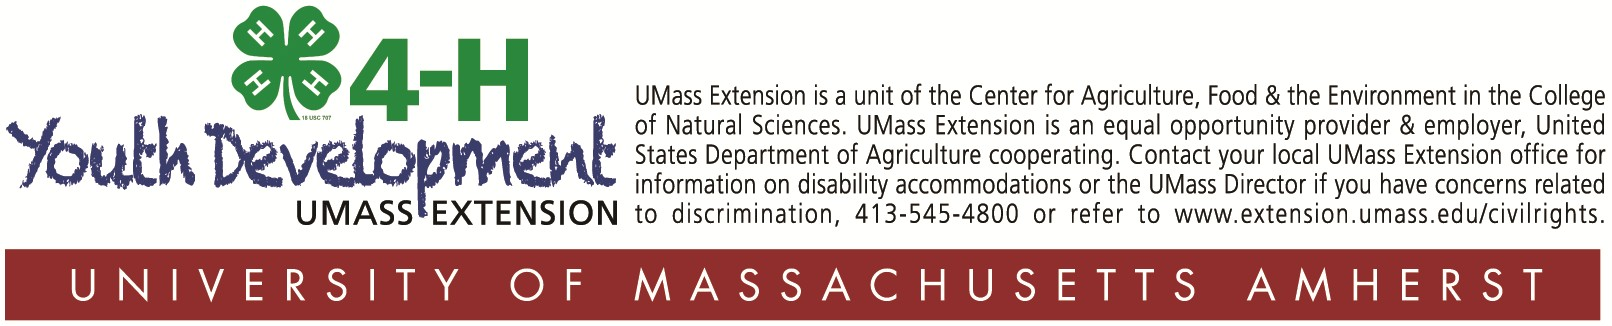 H H
H H
4-H
18 USC 707
Youth Development
UMASS EXTENSION
UMass Extension is a unit of the Center for Agriculture, Food & the Environment in the College
of Natural Sciences. UMass Extension is an equal opportunity provider & employer, United
States Department of Agriculture cooperating. Contact your local UMass Extension office for
information on disability accommodations or the UMass Director if you have concerns related
to discrimination, 413-545-4800 or refer to www.extension.umass.edu/civilrights.
UNIVERSITY OF MASSACHUSETTS AMHERST